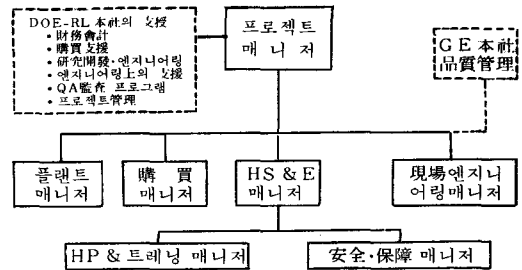 DOE-RL 本社의 支援
• 財務會計
• 購買支援
• 研究開發·엔지니어링
• 엔지니어링上의 支援
• QA監査 프로그램
• 프로젝트管理
프로젝트
매니저
GE本社
品質管理
플랜트
매니저
購買
매니저
HS & E
매니저
現場엔지니
어링매니저
HP & 트레닝 매니저
安全·保障 매니저